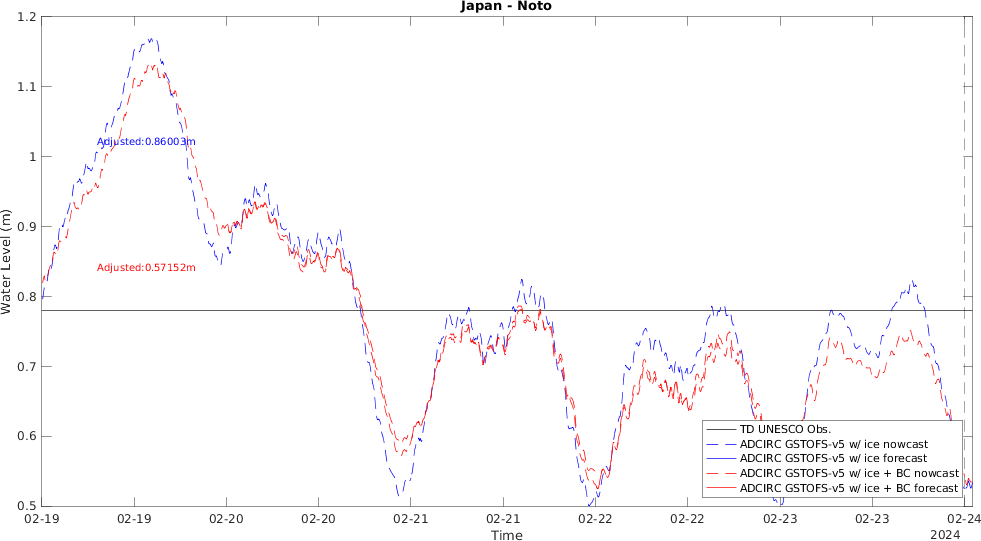 Japan - Noto
Water Level (m)
1.2
1.1
1
0.9
0.8
0.7
0.6
0.5
Adjusted:0.86003m
Adjusted:0.57152m
TD UNESCO Obs.
ADCIRC GSTOFS-v5 w/ ice nowcast
ADCIRC GSTOFS-v5 w/ ice forecast
ADCIRC GSTOFS-v5 w/ ice + BC nowcast
ADCIRC GSTOFS-v5 w/ ice + BC forecast
02-19 02-19 02-20 02-20 02-21 02-21 02-22 02-22 02-23 02-23 02-24
Time
2024